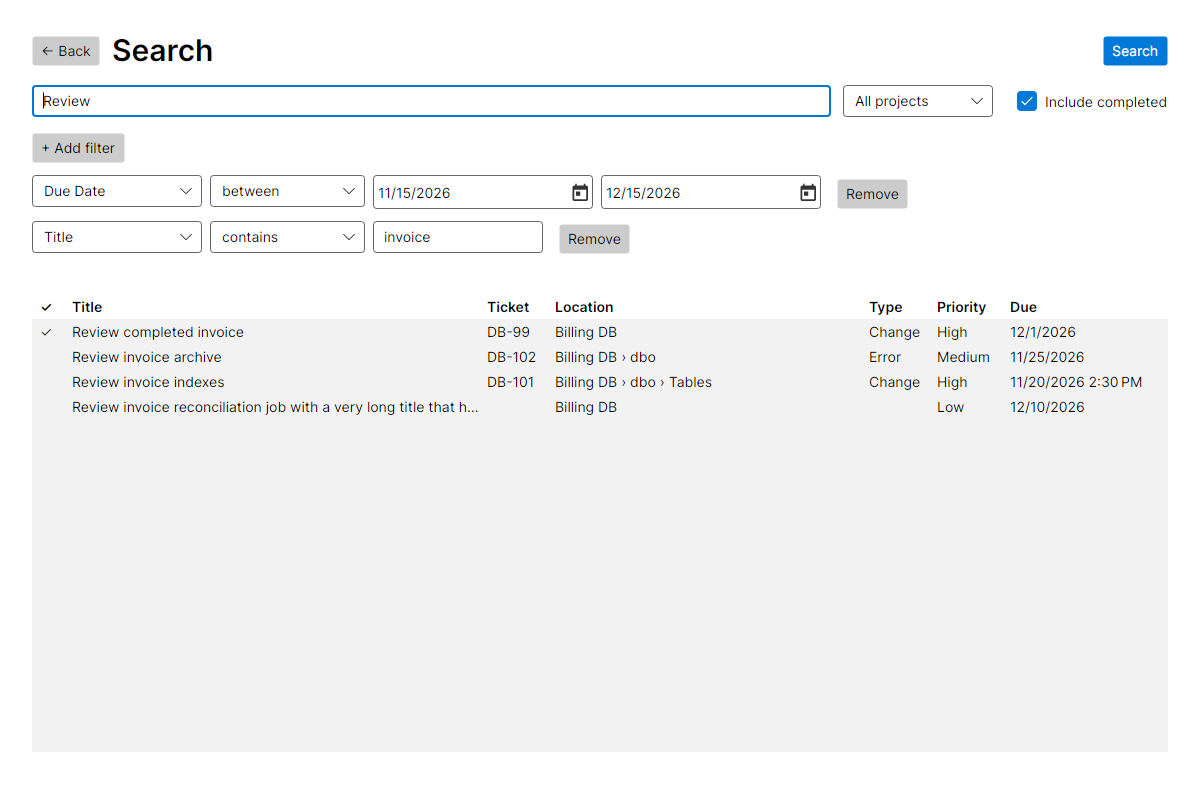 ← Back Search Search
Review All projects Include completed
+ Add filter
Due Date between 11/15/2026 12/15/2026 Remove
Title contains invoice Remove
✓ Title Ticket Location Type Priority Due
✓ Review completed invoice DB-99 Billing DB Change High 12/1/2026
Review invoice archive DB-102 Billing DB › dbo Error Medium 11/25/2026
Review invoice indexes DB-101 Billing DB › dbo › Tables Change High 11/20/2026 2:30 PM
Review invoice reconciliation job with a very long title that h... Billing DB Low 12/10/2026